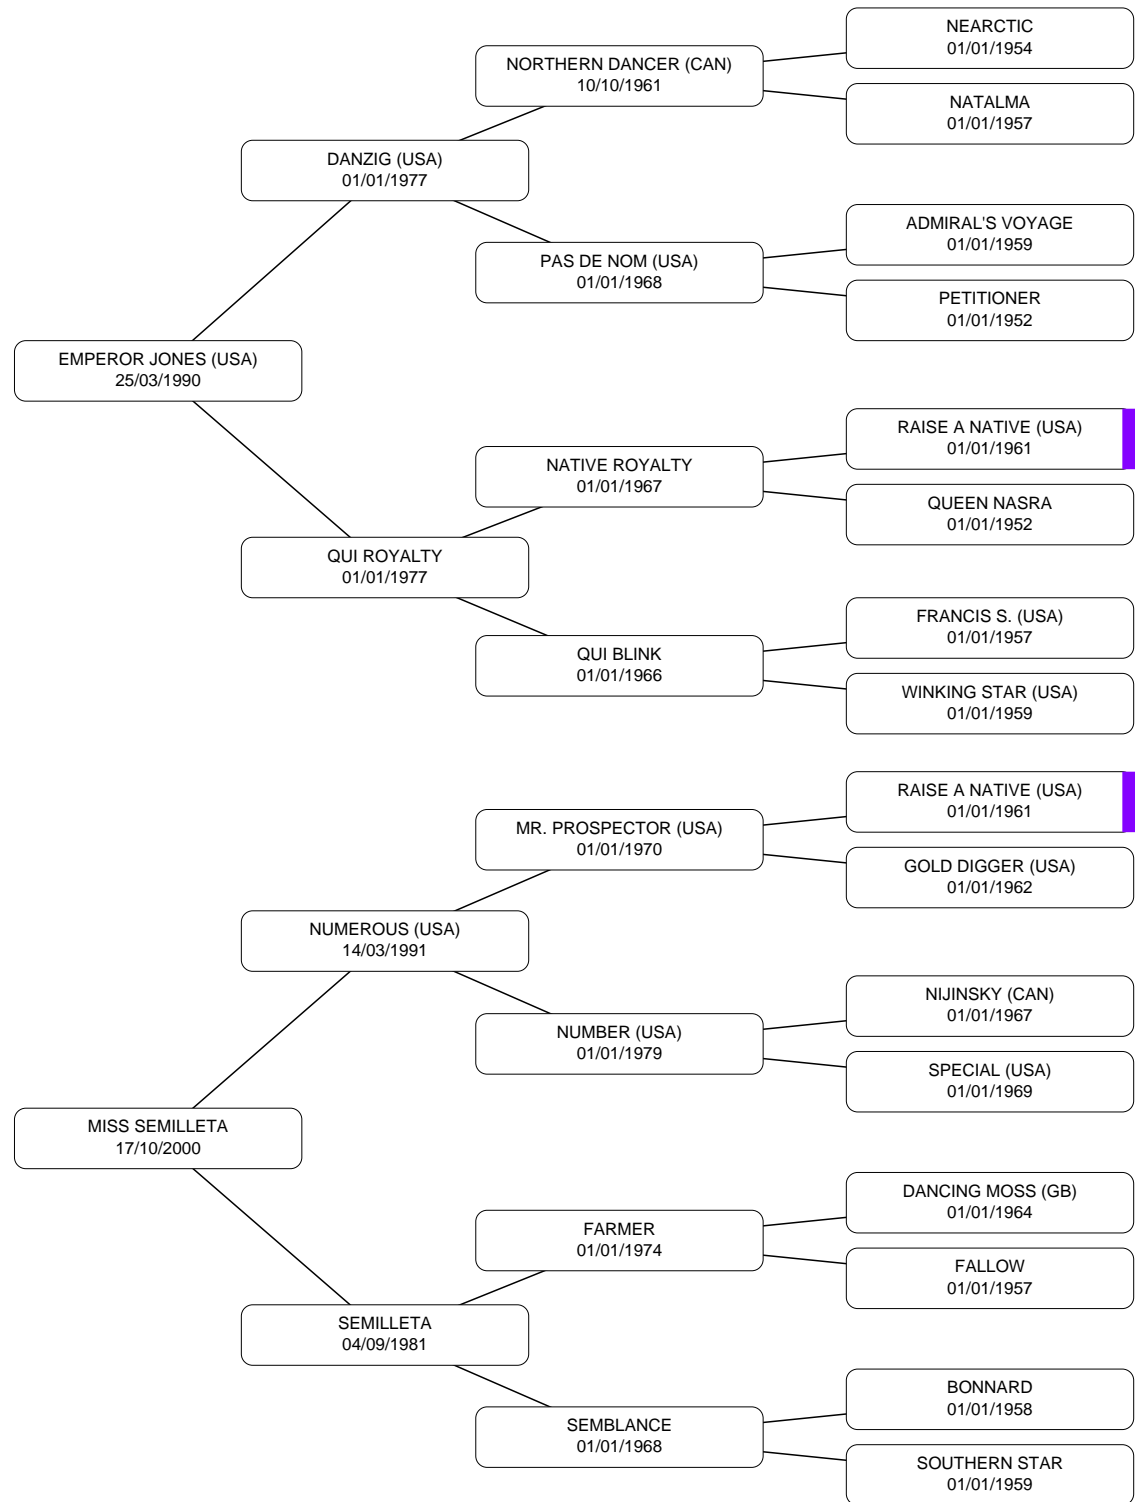 NEARCTIC
01/01/1954
NORTHERN DANCER (CAN)
10/10/1961
NATALMA
01/01/1957
DANZIG (USA)
01/01/1977
ADMIRAL'S VOYAGE
01/01/1959
PAS DE NOM (USA)
01/01/1968
PETITIONER
01/01/1952
EMPEROR JONES (USA)
25/03/1990
RAISE A NATIVE (USA)
01/01/1961
NATIVE ROYALTY
01/01/1967
QUEEN NASRA
01/01/1952
QUI ROYALTY
01/01/1977
FRANCIS S. (USA)
01/01/1957
QUI BLINK
01/01/1966
WINKING STAR (USA)
01/01/1959
RAISE A NATIVE (USA)
01/01/1961
MR. PROSPECTOR (USA)
01/01/1970
GOLD DIGGER (USA)
01/01/1962
NUMEROUS (USA)
14/03/1991
NIJINSKY (CAN)
01/01/1967
NUMBER (USA)
01/01/1979
SPECIAL (USA)
01/01/1969
MISS SEMILLETA
17/10/2000
DANCING MOSS (GB)
01/01/1964
FARMER
01/01/1974
FALLOW
01/01/1957
SEMILLETA
04/09/1981
BONNARD
01/01/1958
SEMBLANCE
01/01/1968
SOUTHERN STAR
01/01/1959